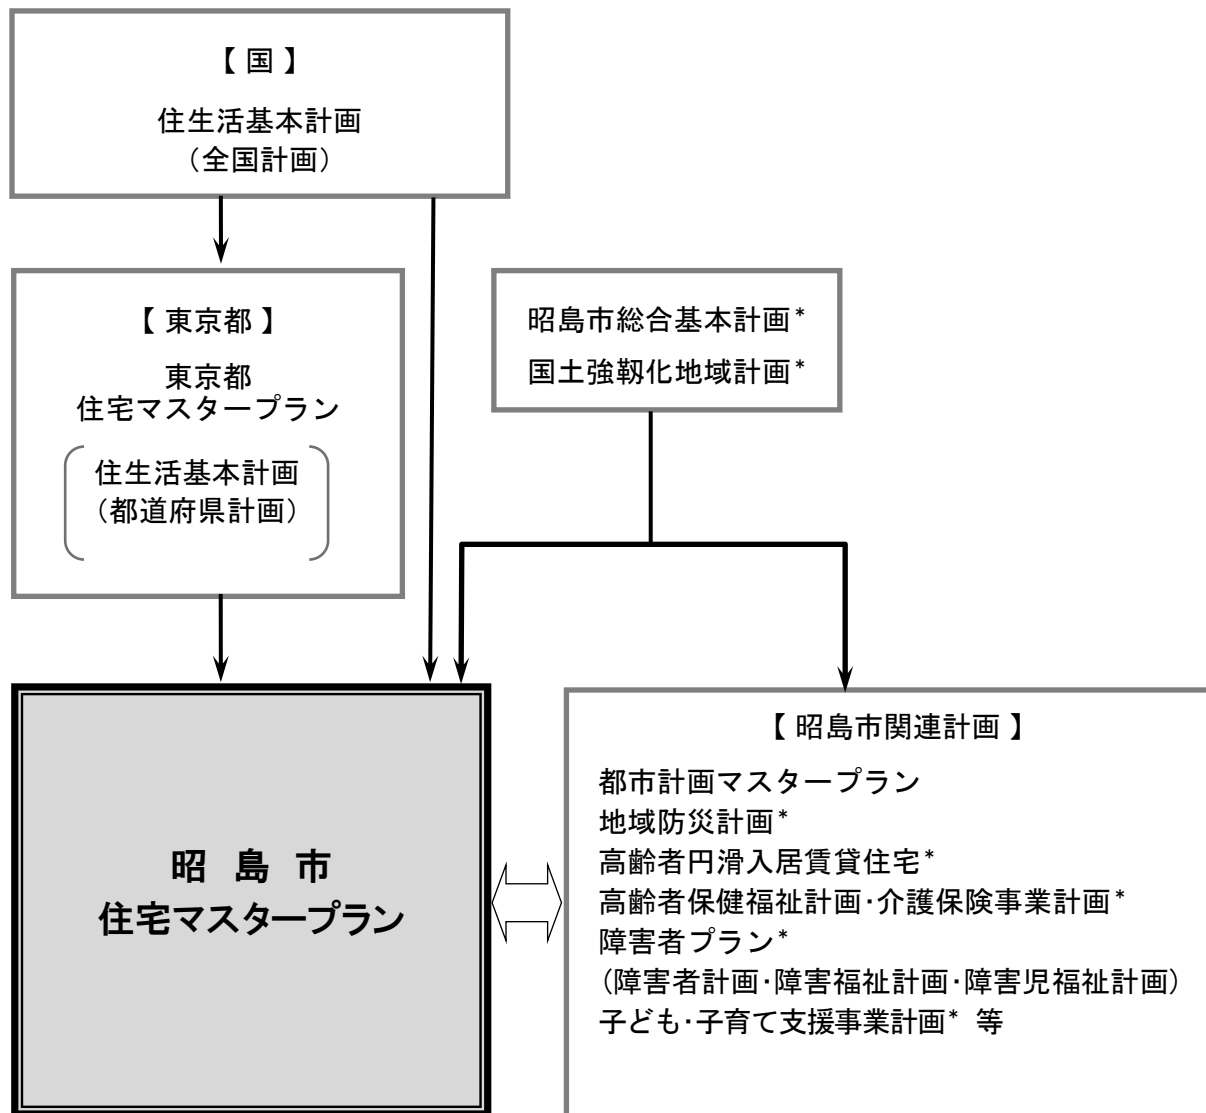 【 国 】
住生活基本計画
（全国計画）
【 東京都 】
東京都
住宅マスタープラン
住生活基本計画
（都道府県計画）
昭島市総合基本計画*
国土強靱化地域計画*
昭 島 市
住宅マスタープラン
【 昭島市関連計画 】
都市計画マスタープラン
地域防災計画*
高齢者円滑入居賃貸住宅*
高齢者保健福祉計画・介護保険事業計画*
障害者プラン*
（障害者計画・障害福祉計画・障害児福祉計画）
子ども・子育て支援事業計画* 等